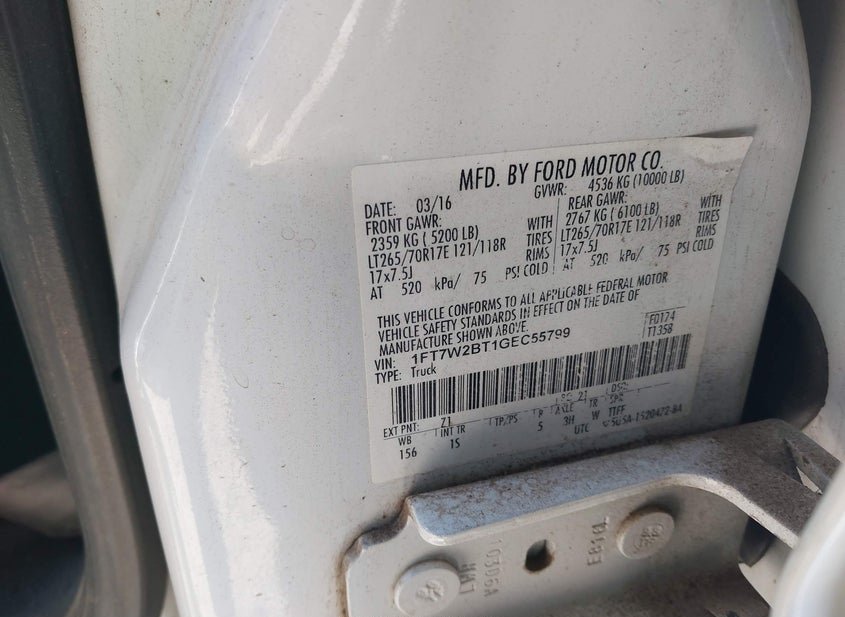 MFD. BY FORD MOTOR CO.
DATE: 03/16 GVWR: 4536 KG (10000 LB)
FRONT GAWR: WITH REAR GAWR: WITH
2359 KG ( 5200 LB) TIRES 2767 KG ( 6100 LB) TIRES
LT265/70R17E 121/118R RIMS LT265/70R17E 121/118R RIMS
17x7.5J 17x7.5J
AT 520 kPa/ 75 PSI COLD AT 520 kPa/ 75 PSI COLD
THIS VEHICLE CONFORMS TO ALL APPLICABLE FEDERAL MOTOR
VEHICLE SAFETY STANDARDS IN EFFECT ON THE DATE OF
MANUFACTURE SHOWN ABOVE.
VIN: 1FT7W2BT1GEC55799 F0174
TYPE: Truck T1358
EXT PNT: Z1
WB INT TR TP/PS R AXLE TR SPR
156 1S 5 3H W TTFF
UTC
E816L